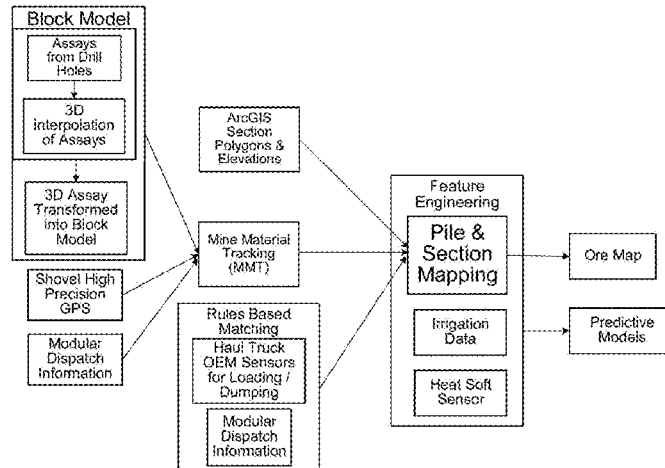 Block Model
Assays
from Drill
Holes
3D
interpolation
of Assays
3D Assay
Transformed
into Block
Model
Shovel High
Precision
GPS
Modular
Dispatch
Information
ArcGIS
Section
Polygons &
Elevations
Mine Material
Tracking
(MMT)
Rules Based
Matching
Haul Truck
OEM Sensors
for Loading /
Dumping
Modular
Dispatch
Information
Feature
Engineering
Pile &
Section
Mapping
Irrigation
Data
Heat Soft
Sensor
Ore Map
Predictive
Models